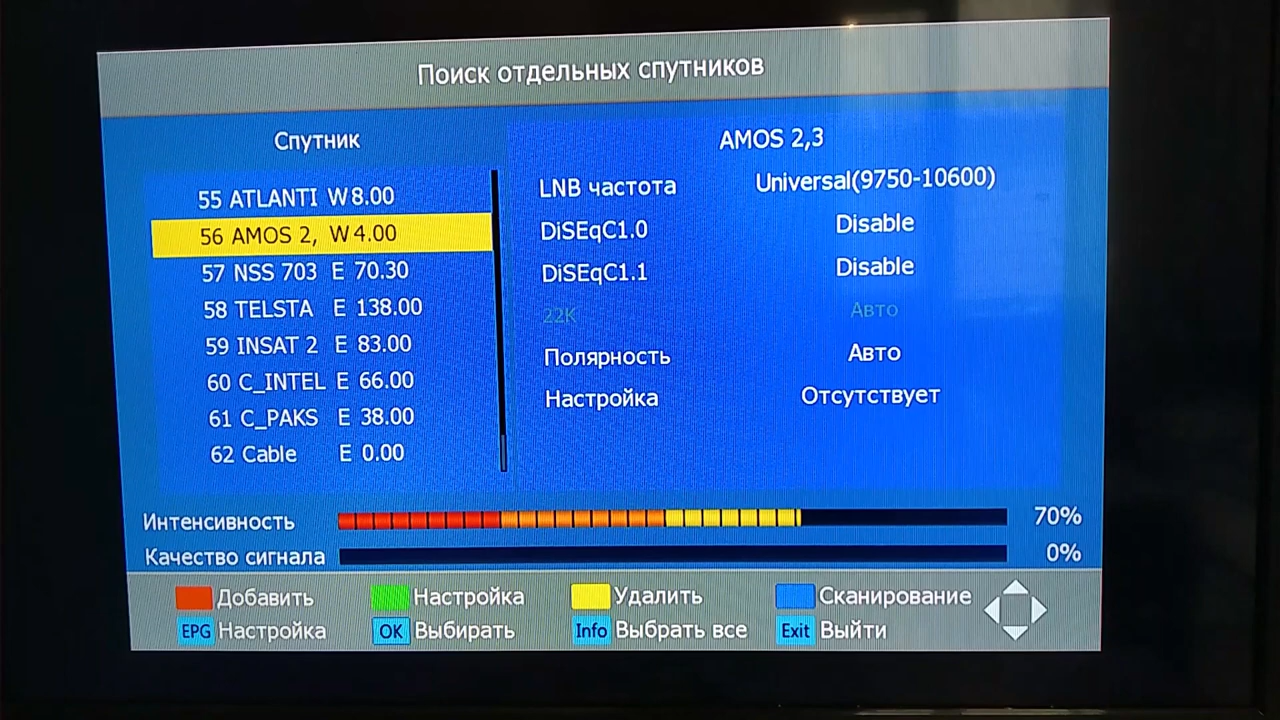 Поиск отдельных спутников
Спутник
55 ATLANTI W 8.00
56 AMOS 2, W 4.00
57 NSS 703 E 70.30
58 TELSTA E 138.00
59 INSAT 2 E 83.00
60 C_INTEL E 66.00
61 C_PAKS E 38.00
62 Cable E 0.00
AMOS 2,3
LNB частота Universal(9750-10600)
DiSEqC1.0 Disable
DiSEqC1.1 Disable
22K Авто
Полярность Авто
Настройка Отсутствует
Интенсивность 70%
Качество сигнала 0%
Добавить Настройка Удалить Сканирование
EPG Настройка OK Выбирать Info Выбрать все Exit Выйти